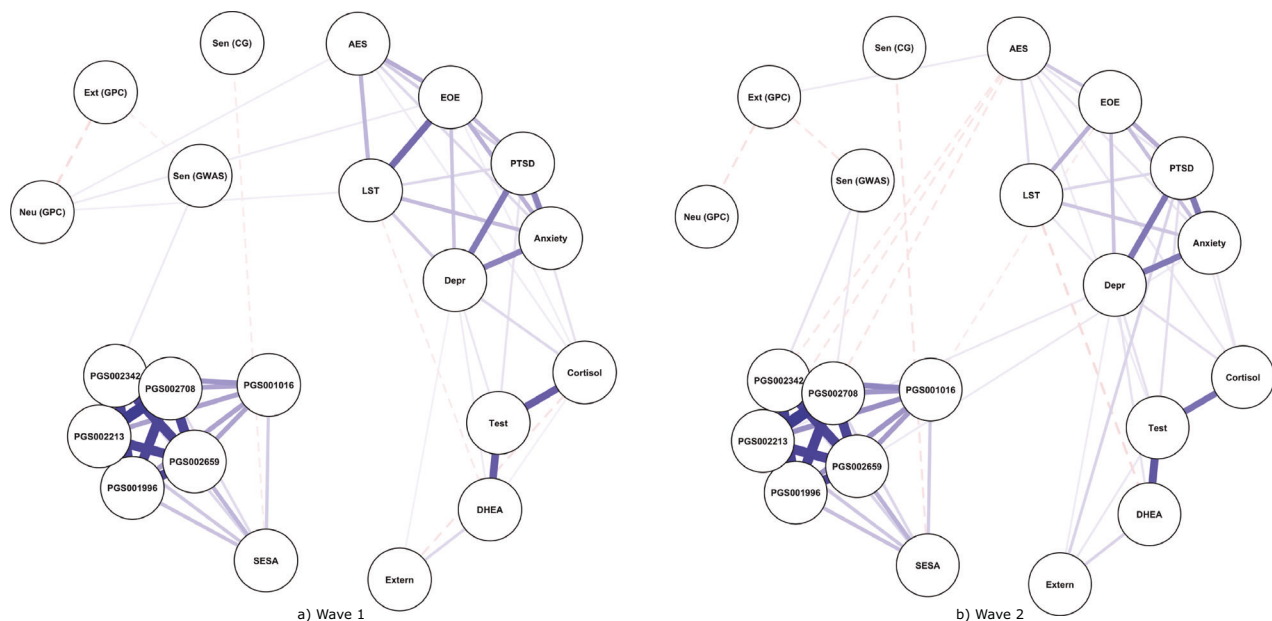 Sen (CG)
AES
Ext (GPC)
EOE
PTSD
Sen (GWAS)
LST
Neu (GPC)
Anxiety
Depr
PGS002342
PGS002708
PGS001016
Cortisol
Test
PGS002213
PGS002659
PGS001996
DHEA
SESA
Extern
a) Wave 1
Sen (CG)
AES
Ext (GPC)
EOE
PTSD
Sen (GWAS)
LST
Neu (GPC)
Anxiety
Depr
PGS002342
PGS002708
PGS001016
Cortisol
Test
PGS002213
PGS002659
PGS001996
DHEA
SESA
Extern
b) Wave 2